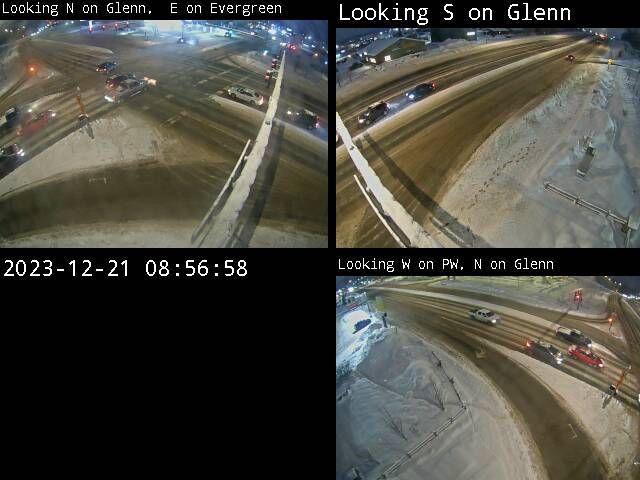 Looking N on Glenn,  E on Evergreen
Looking S on Glenn
2023-12-21 08:56:58
Looking W on PW, N on Glenn